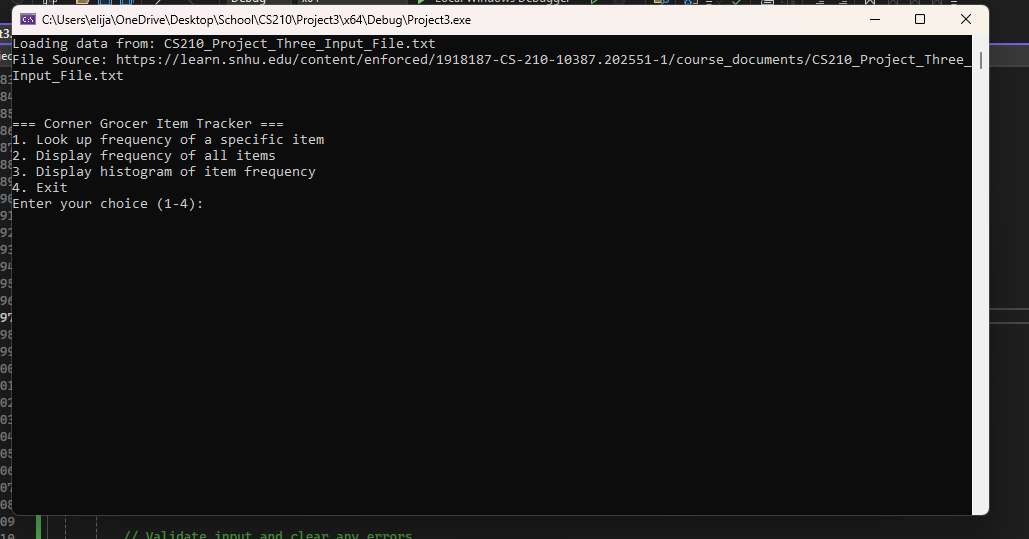 C:\Users\elija\OneDrive\Desktop\School\CS210\Project3\x64\Debug\Project3.exe
Loading data from: CS210_Project_Three_Input_File.txt
File Source: https://learn.snhu.edu/content/enforced/1918187-CS-210-10387.202551-1/course_documents/CS210_Project_Three_
Input_File.txt
=== Corner Grocer Item Tracker ===
1. Look up frequency of a specific item
2. Display frequency of all items
3. Display histogram of item frequency
4. Exit
Enter your choice (1-4):
// Validate input and clear any errors